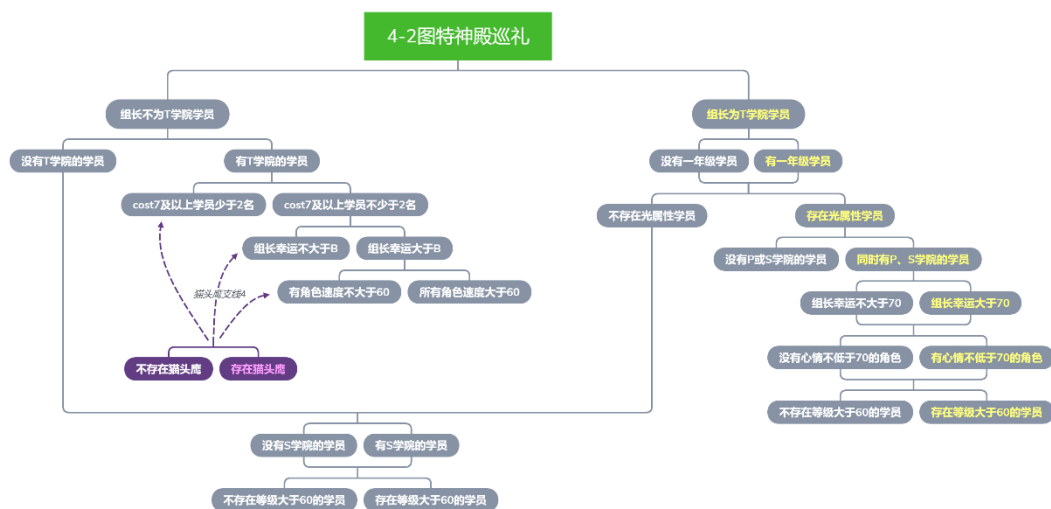 4-2图特神殿巡礼
组长不为T学院学员
组长为T学院学员
没有T学院的学员
有T学院的学员
没有一年级学员
有一年级学员
cost7及以上学员少于2名
cost7及以上学员不少于2名
不存在光属性学员
存在光属性学员
组长幸运不大于B
组长幸运大于B
没有P或S学院的学员
同时有P、S学院的学员
猫头鹰支线4
有角色速度不大于60
所有角色速度大于60
组长幸运不大于70
组长幸运大于70
不存在猫头鹰
存在猫头鹰
没有心情不低于70的角色
有心情不低于70的角色
不存在等级大于60的学员
存在等级大于60的学员
没有S学院的学员
有S学院的学员
不存在等级大于60的学员
存在等级大于60的学员